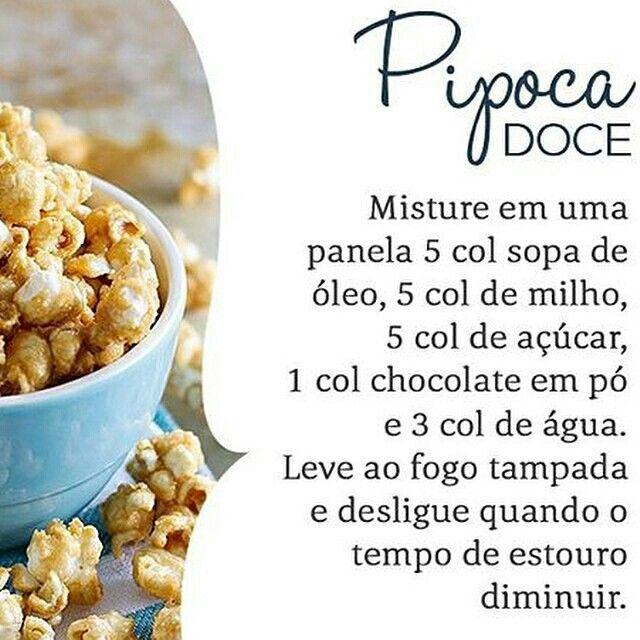 Pipoca
DOCE
Misture em uma
panela 5 col sopa de
óleo, 5 col de milho,
5 col de açúcar,
1 col chocolate em pó
e 3 col de água.
Leve ao fogo tampada
e desligue quando o
tempo de estouro
diminuir.